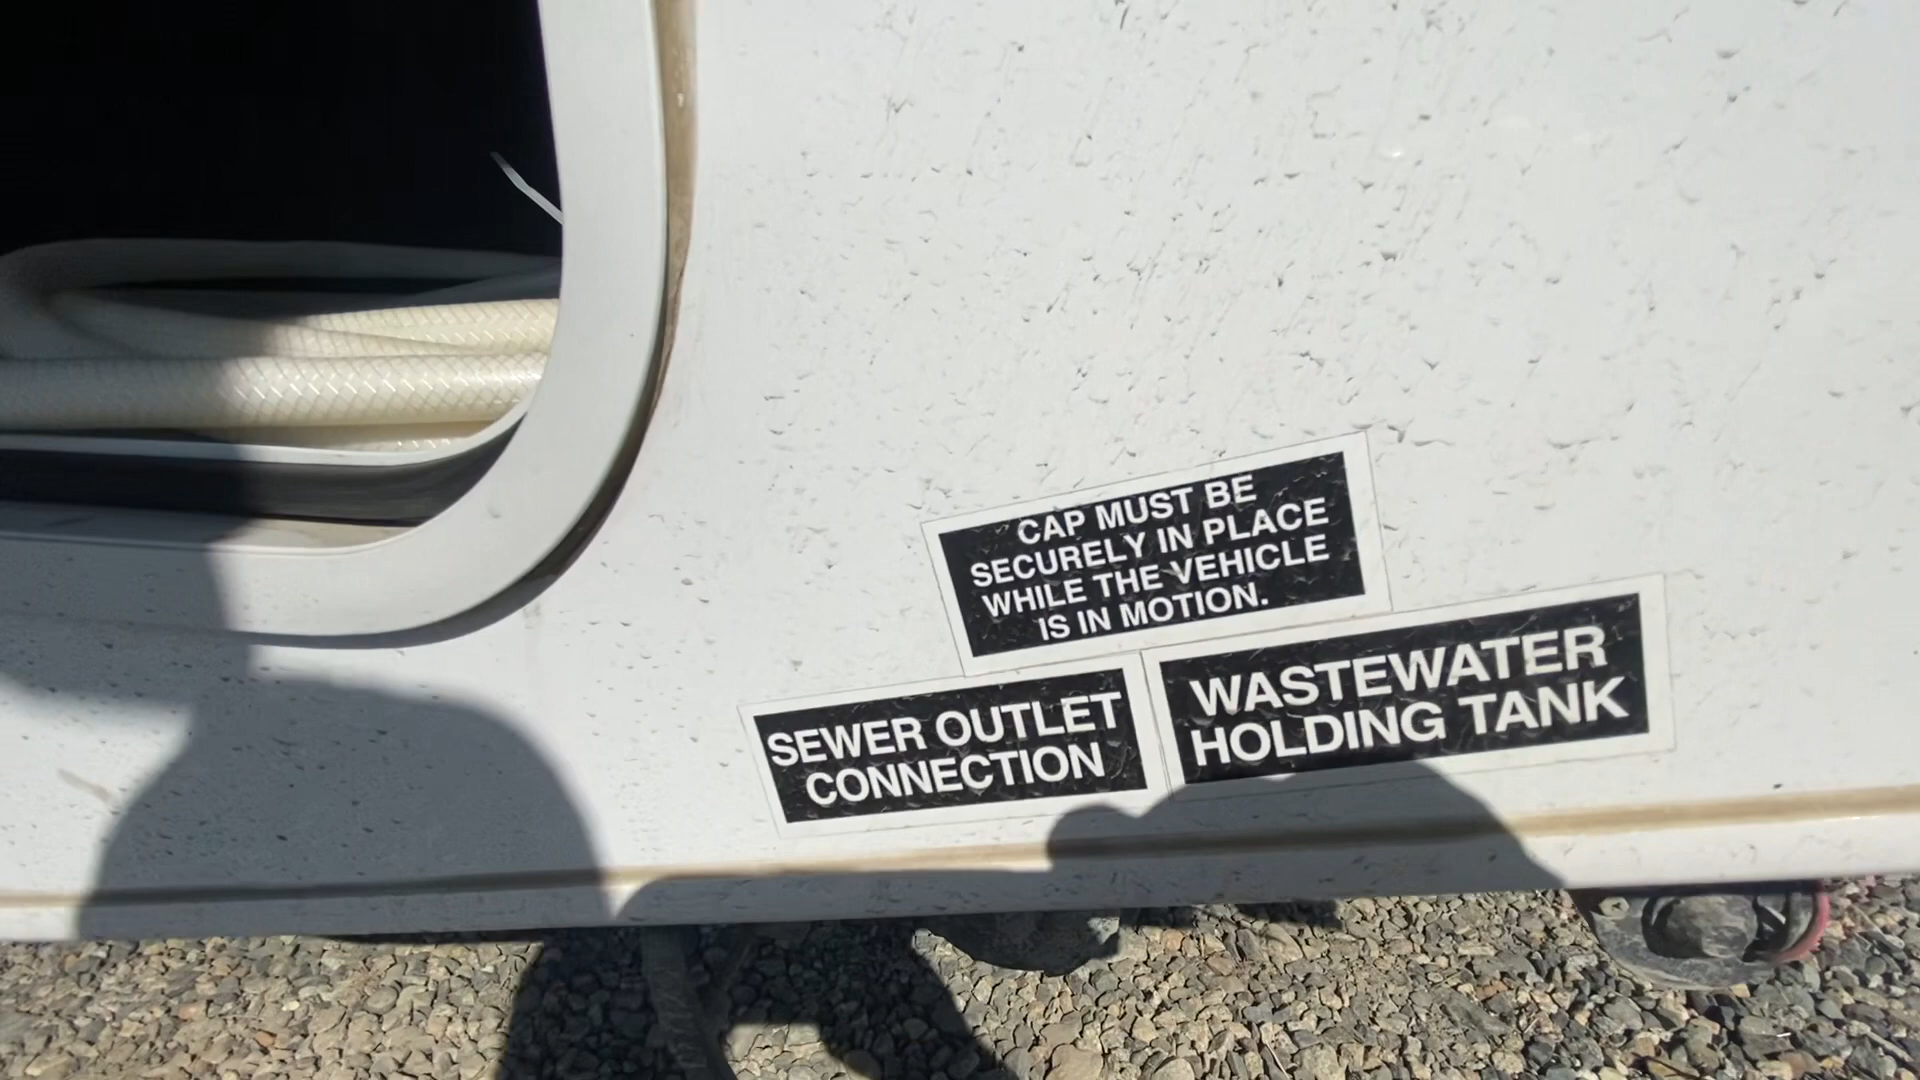 CAP MUST BE
SECURELY IN PLACE
WHILE THE VEHICLE
IS IN MOTION.
SEWER OUTLET
CONNECTION
WASTEWATER
HOLDING TANK